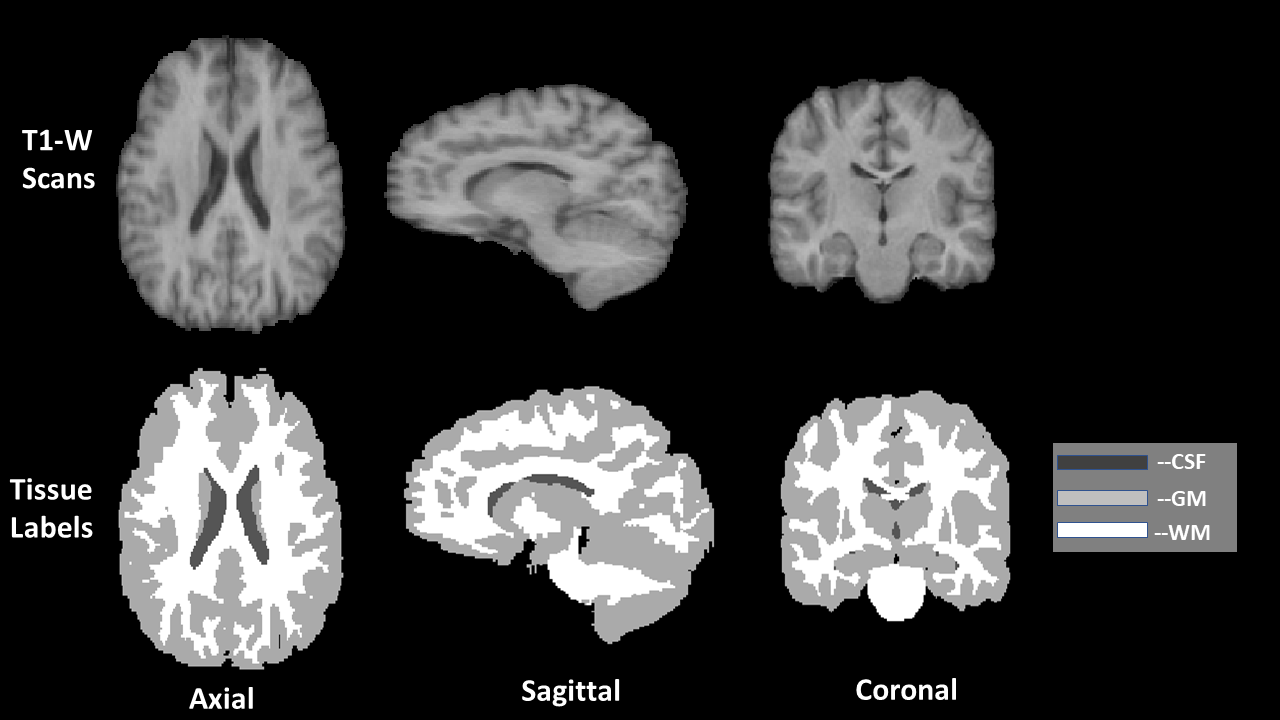 T1-W
Scans
Tissue
Labels
--CSF
--GM
--WM
Axial
Sagittal
Coronal